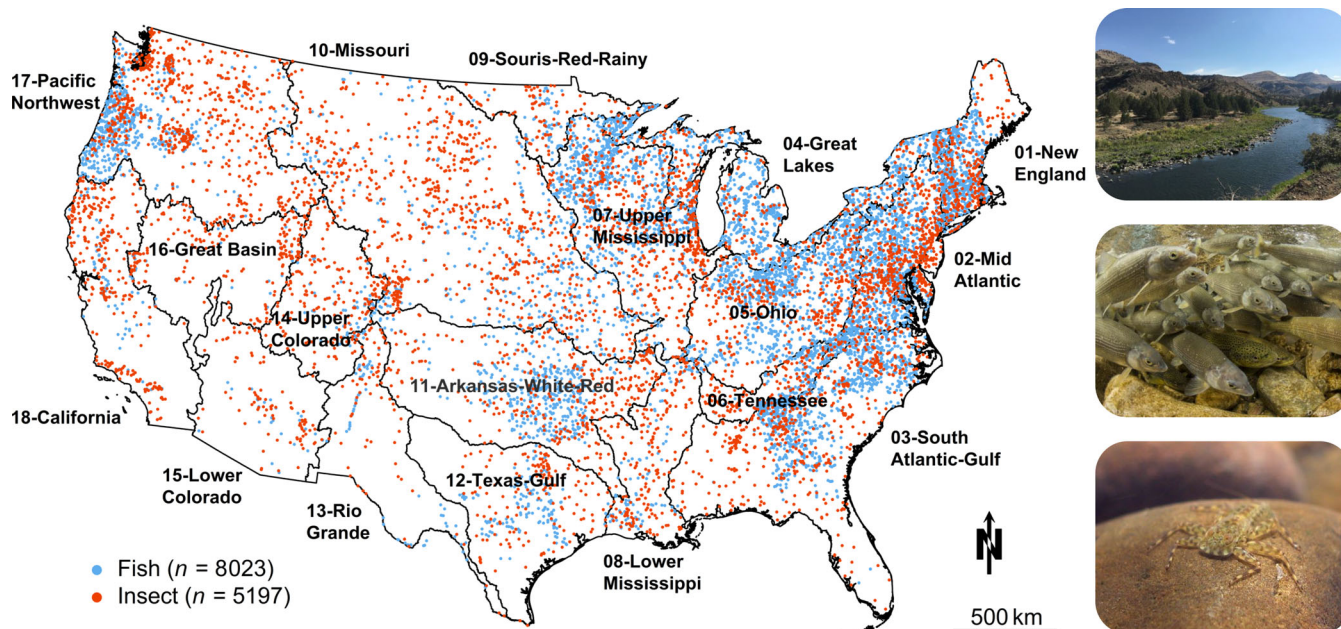 10-Missouri
09-Souris-Red-Rainy
17-Pacific
Northwest
04-Great
Lakes
01-New
England
07-Upper
Mississippi
16-Great Basin
02-Mid
Atlantic
05-Ohio
14-Upper
Colorado
11-Arkansas-White-Red
06-Tennessee
18-California
03-South
Atlantic-Gulf
15-Lower
Colorado
12-Texas-Gulf
13-Rio
Grande
08-Lower
Mississippi
N
Fish (n = 8023)
Insect (n = 5197)
500 km